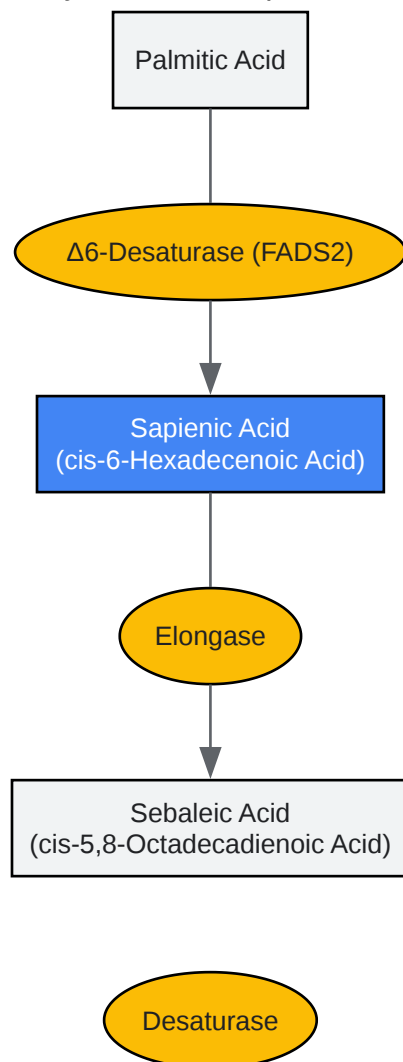 Palmitic Acid
Δ6-Desaturase (FADS2)
Sapienic Acid
(cis-6-Hexadecenoic Acid)
Elongase
Sebaleic Acid
(cis-5,8-Octadecadienoic Acid)
Desaturase